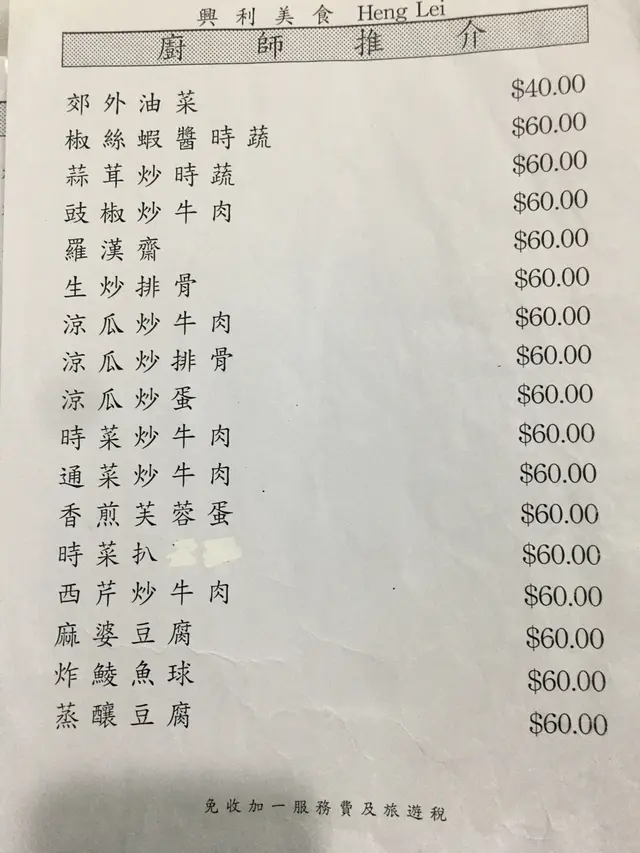 興利美食 Heng Lei
廚師推介
郊外油菜 $40.00
椒絲蝦醬時蔬 $60.00
蒜茸炒時蔬 $60.00
豉椒炒牛肉 $60.00
羅漢齋 $60.00
生炒排骨 $60.00
涼瓜炒牛肉 $60.00
涼瓜炒排骨 $60.00
涼瓜炒蛋 $60.00
時菜炒牛肉 $60.00
通菜炒牛肉 $60.00
香煎芙蓉蛋 $60.00
時菜扒 $60.00
西芹炒牛肉 $60.00
麻婆豆腐 $60.00
炸鯪魚球 $60.00
蒸釀豆腐 $60.00
免收加一服務費及旅遊稅